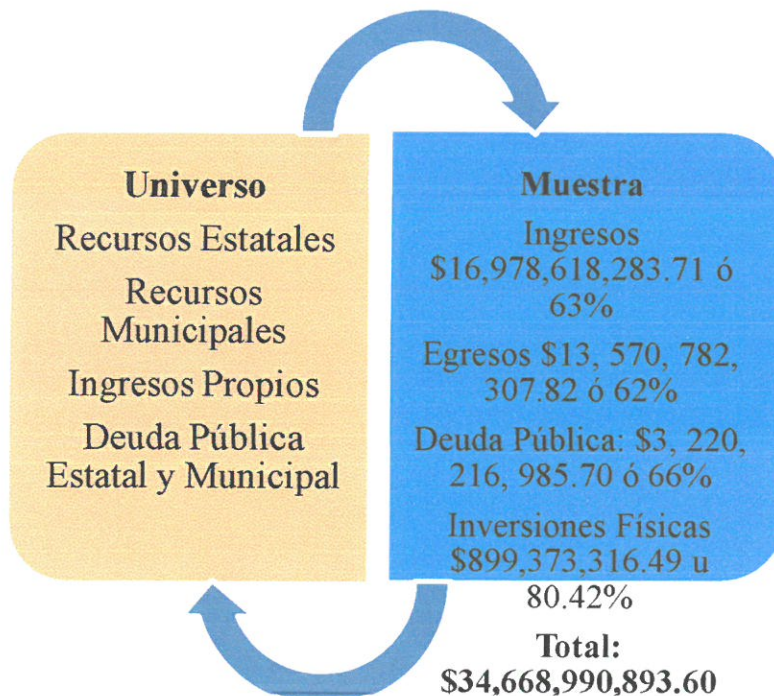 Universo
Recursos Estatales
Recursos
Municipales
Ingresos Propios
Deuda Pública
Estatal y Municipal
Muestra
Ingresos
$16,978,618,283.71 ó
63%
Egresos $13, 570, 782,
307.82 ó 62%
Deuda Pública: $3, 220,
216, 985.70 ó 66%
Inversiones Físicas
$899,373,316.49 u
80.42%
Total:
$34,668,990,893.60